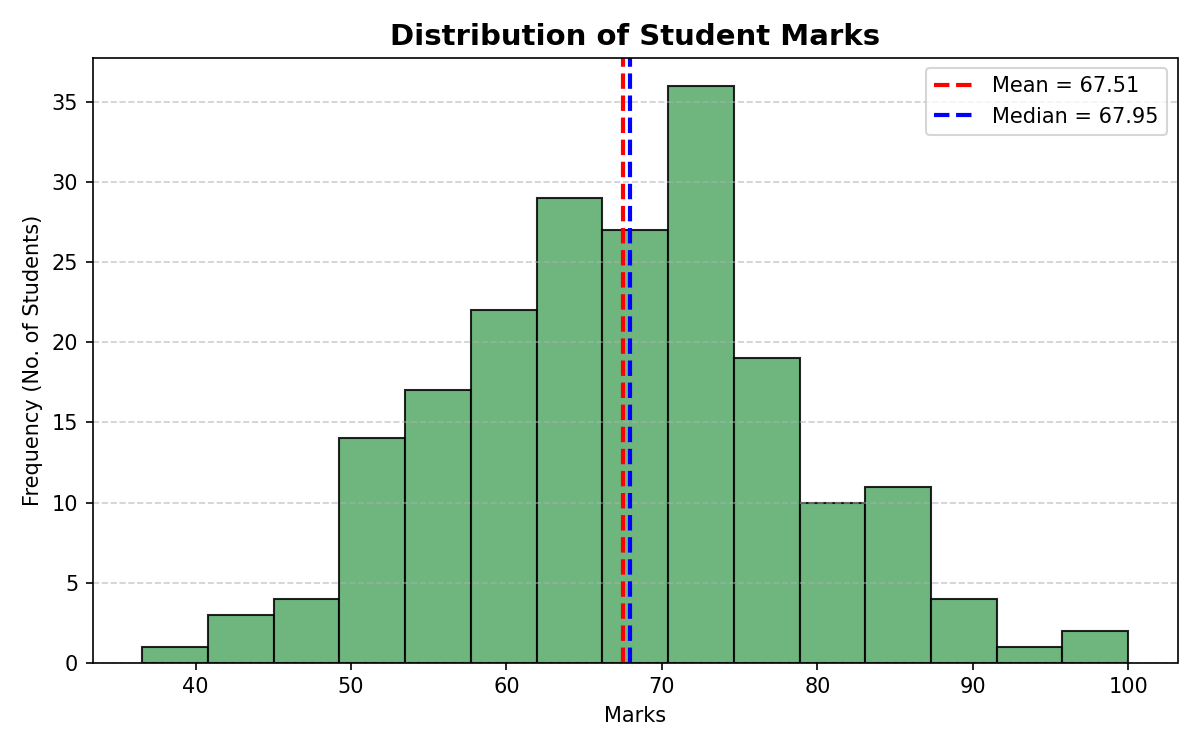 Distribution of Student Marks
Mean = 67.51
Median = 67.95
Frequency (No. of Students)
35
30
25
20
15
10
5
0
40 50 60 70 80 90 100
Marks